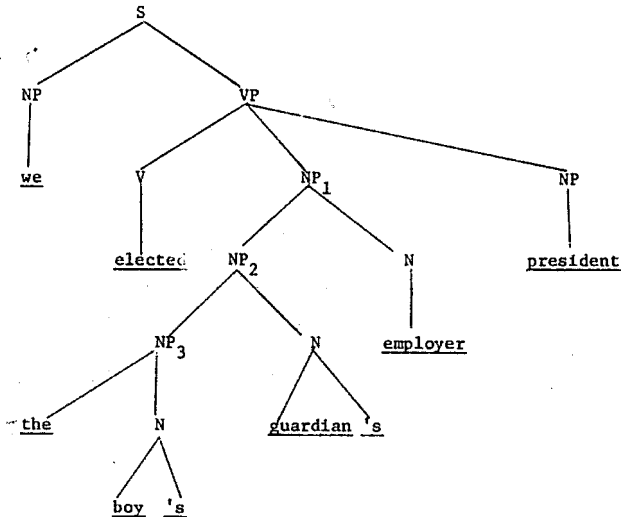 S
NP VP
we V NP1 NP
elected NP2 N president
NP3 N employer
the N guardian 's
boy 's